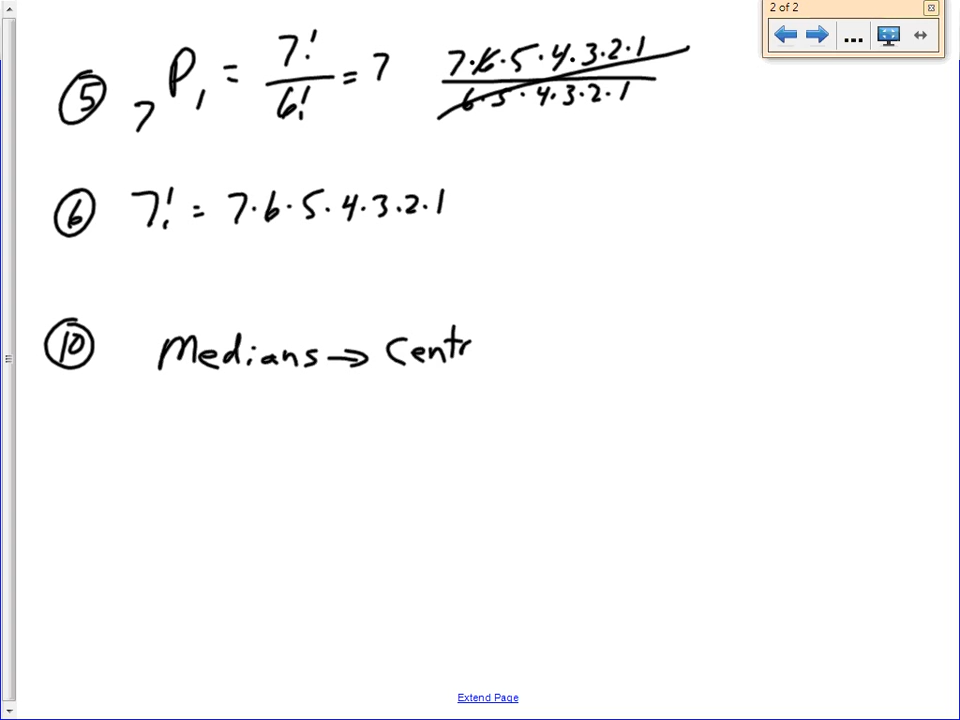 2 of 2
...
⑤ ₇P₁ = 7!/6! = 7 7·6·5·4·3·2·1/6·5·4·3·2·1
⑥ 7! = 7·6·5·4·3·2·1
⑩ Medians → Centr
Extend Page